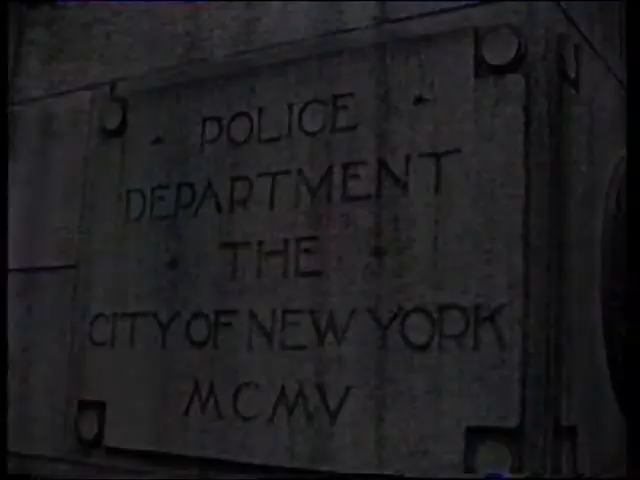 POLICE
DEPARTMENT
THE
CITY OF NEW YORK
MCMV